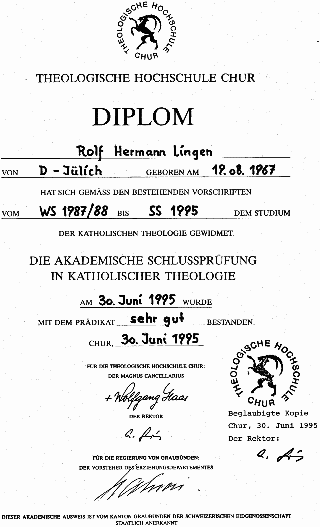 THEOLOGISCHE HOCHSCHULE
CHUR
THEOLOGISCHE HOCHSCHULE CHUR
DIPLOM
Rolf Hermann Lingen
VON D - Jülich GEBOREN AM 19.08.1967
HAT SICH GEMÄSS DEN BESTEHENDEN VORSCHRIFTEN
VOM WS 1987/88 BIS SS 1995 DEM STUDIUM
DER KATHOLISCHEN THEOLOGIE GEWIDMET.
DIE AKADEMISCHE SCHLUSSPRÜFUNG
IN KATHOLISCHER THEOLOGIE
AM 30. Juni 1995 WURDE
MIT DEM PRÄDIKAT sehr gut BESTANDEN.
CHUR, 30. Juni 1995
FÜR DIE THEOLOGISCHE HOCHSCHULE CHUR:
DER MAGNUS CANCELLARIUS
+ Wolfgang Haas
DER REKTOR
THEOLOGISCHE HOCHSCHULE
CHUR
Beglaubigte Kopie
Chur, 30. Juni 1995
Der Rektor:
FÜR DIE REGIERUNG VON GRAUBÜNDEN:
DER VORSTEHER DES ERZIEHUNGSDEPARTEMENTES
DIESER AKADEMISCHE AUSWEIS IST VOM KANTON GRAUBÜNDEN DER SCHWEIZERISCHEN EIDGENOSSENSCHAFT
STAATLICH ANERKANNT